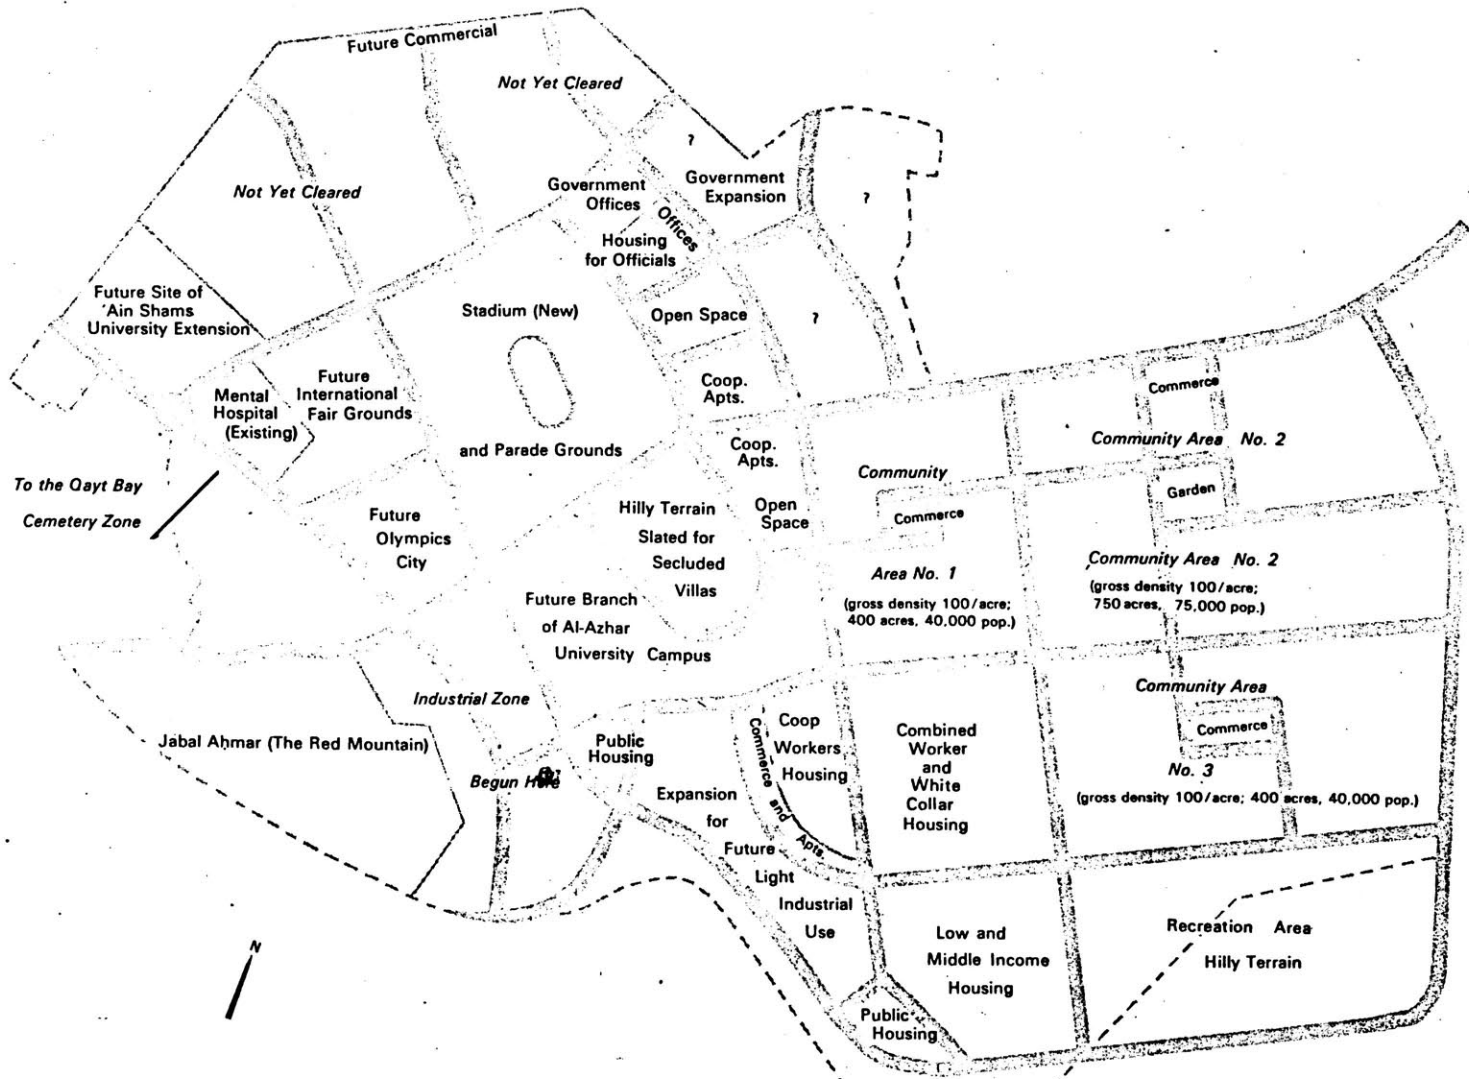 Future Commercial
Not Yet Cleared
?
Government
Expansion
?
Not Yet Cleared
Government
Offices
Offices
Housing
for Officials
Future Site of
'Ain Shams
University Extension
Stadium (New)
Open Space
?
Mental
Hospital
(Existing)
Future
International
Fair Grounds
Coop.
Apts.
Commerce
and Parade Grounds
Coop.
Apts.
Community Area No. 2
To the Qayt Bay
Cemetery Zone
Community
Garden
Commerce
Future
Olympics
City
Hilly Terrain
Slated for
Secluded
Villas
Open
Space
Area No. 1
(gross density 100/acre;
400 acres, 40,000 pop.)
Community Area No. 2
(gross density 100/acre;
750 acres, 75,000 pop.)
Future Branch
of Al-Azhar
University Campus
Industrial Zone
Community Area
Commerce
No. 3
(gross density 100/acre; 400 acres, 40,000 pop.)
Jabal Ahmar (The Red Mountain)
Begun Here
Public
Housing
Commerce and Apts.
Coop
Workers
Housing
Combined
Worker
and
White
Collar
Housing
Expansion
for
Future
Light
Industrial
Use
Low and
Middle Income
Housing
Recreation Area
Hilly Terrain
Public
Housing
N